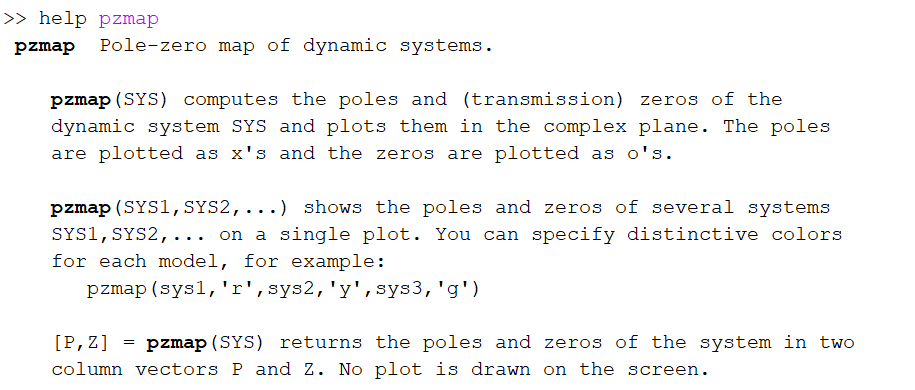 >> help pzmap
pzmap  Pole-zero map of dynamic systems.
pzmap(SYS) computes the poles and (transmission) zeros of the
dynamic system SYS and plots them in the complex plane. The poles
are plotted as x's and the zeros are plotted as o's.
pzmap(SYS1,SYS2,...) shows the poles and zeros of several systems
SYS1,SYS2,... on a single plot. You can specify distinctive colors
for each model, for example:
pzmap(sys1,'r',sys2,'y',sys3,'g')
[P,Z] = pzmap(SYS) returns the poles and zeros of the system in two
column vectors P and Z. No plot is drawn on the screen.